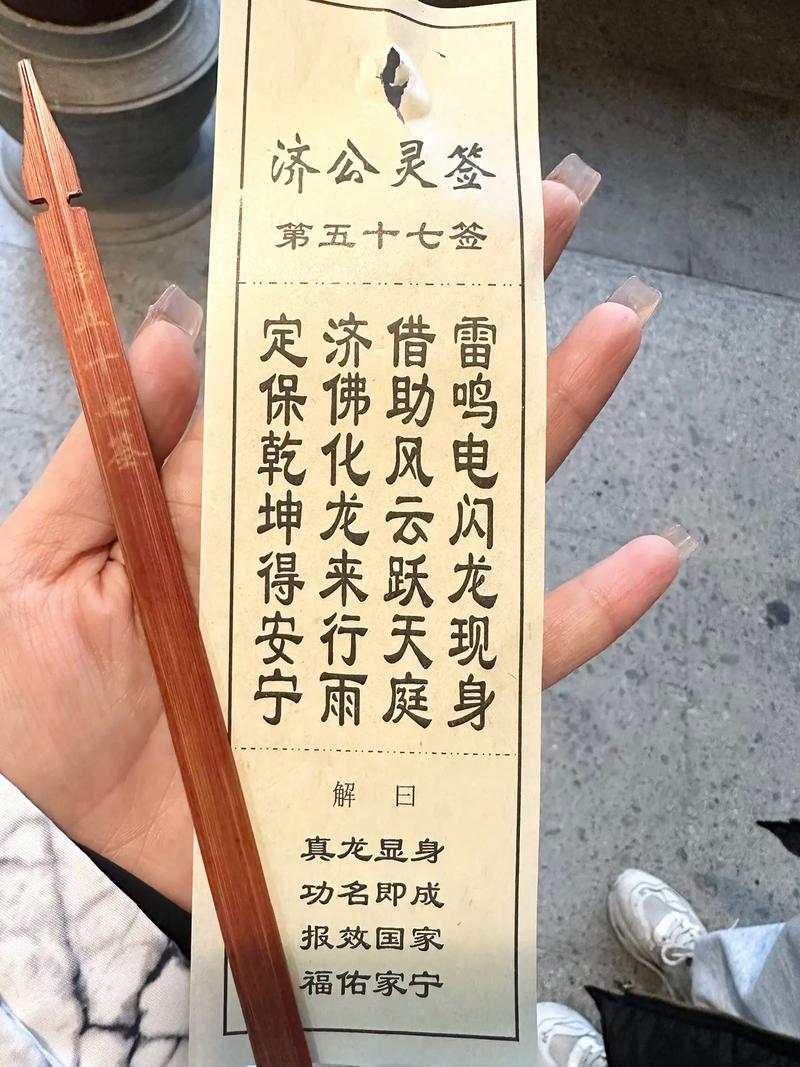 济公灵签
第五十七签
雷鸣电闪龙现身
借助风云跃天庭
济佛化龙来行雨
定保乾坤得安宁
解曰
真龙显身
功名即成
报效国家
福佑家宁